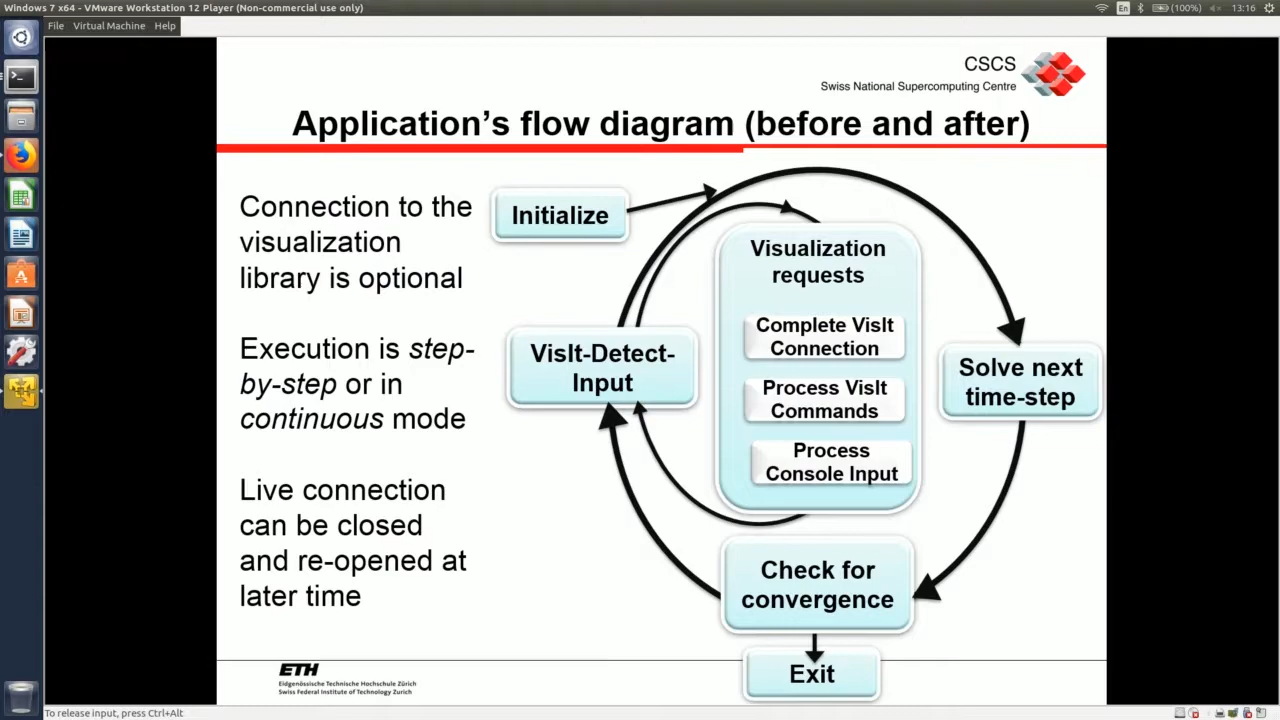 Windows 7 x64 - VMware Workstation 12 Player (Non-commercial use only)
En
(100%)
13:16
File Virtual Machine Help
CSCS
Swiss National Supercomputing Centre
Application’s flow diagram (before and after)
Connection to the
visualization
library is optional
Execution is step-
by-step or in
continuous mode
Live connection
can be closed
and re-opened at
later time
Initialize
Visualization
requests
Complete VisIt
Connection
Process VisIt
Commands
Process
Console Input
VisIt-Detect-
Input
Solve next
time-step
Check for
convergence
Exit
ETH
Eidgenössische Technische Hochschule Zürich
Swiss Federal Institute of Technology Zurich
To release input, press Ctrl+Alt